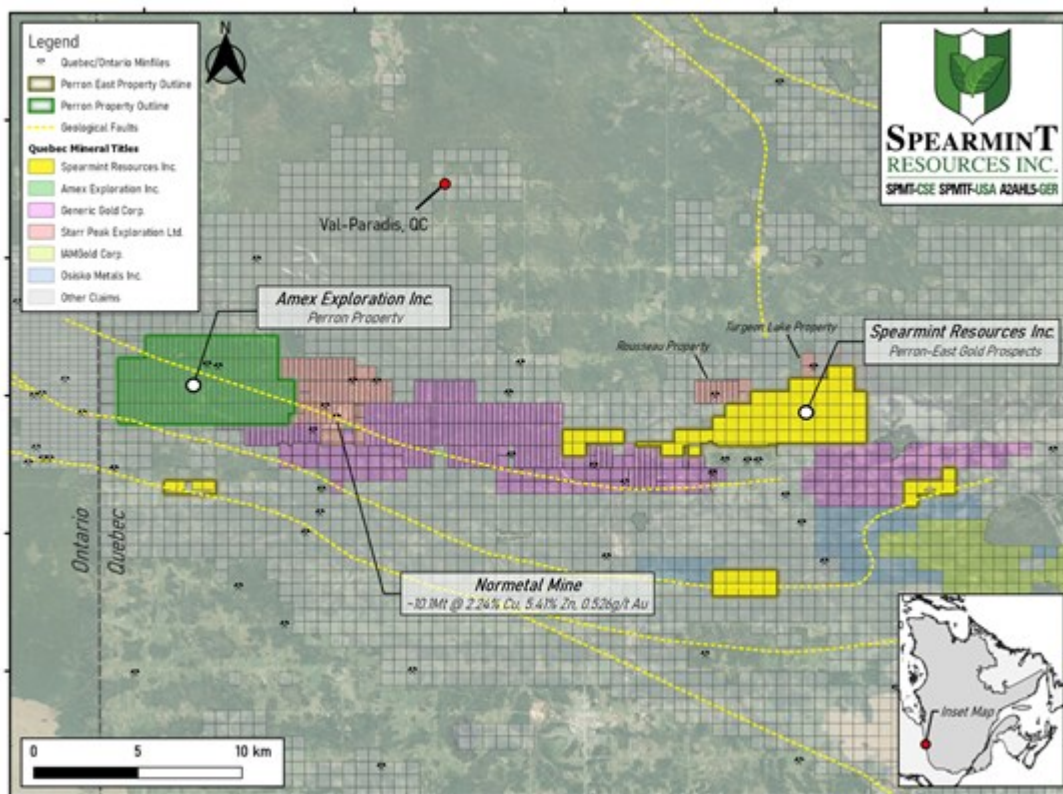 Legend
Quebec/Ontario Minfiles
Perron East Property Outline
Perron Property Outline
Geological Faults
Quebec Mineral Titles
Spearmint Resources Inc.
Amex Exploration Inc.
Generic Gold Corp.
Starr Peak Exploration Ltd.
IAMGold Corp.
Osisko Metals Inc.
Other Claims
N
SPEARMINT
RESOURCES INC.
SPMT-CSE SPMTF-USA A2AHL5-GER
Val-Paradis, QC
Amex Exploration Inc.
Perron Property
Turgeon Lake Property
Rousseau Property
Spearmint Resources Inc.
Perron-East Gold Prospects
Ontario
Quebec
Normetal Mine
~10.1Mt @ 2.24% Cu, 5.41% Zn, 0.526g/t Au
Inset Map
0 5 10 km